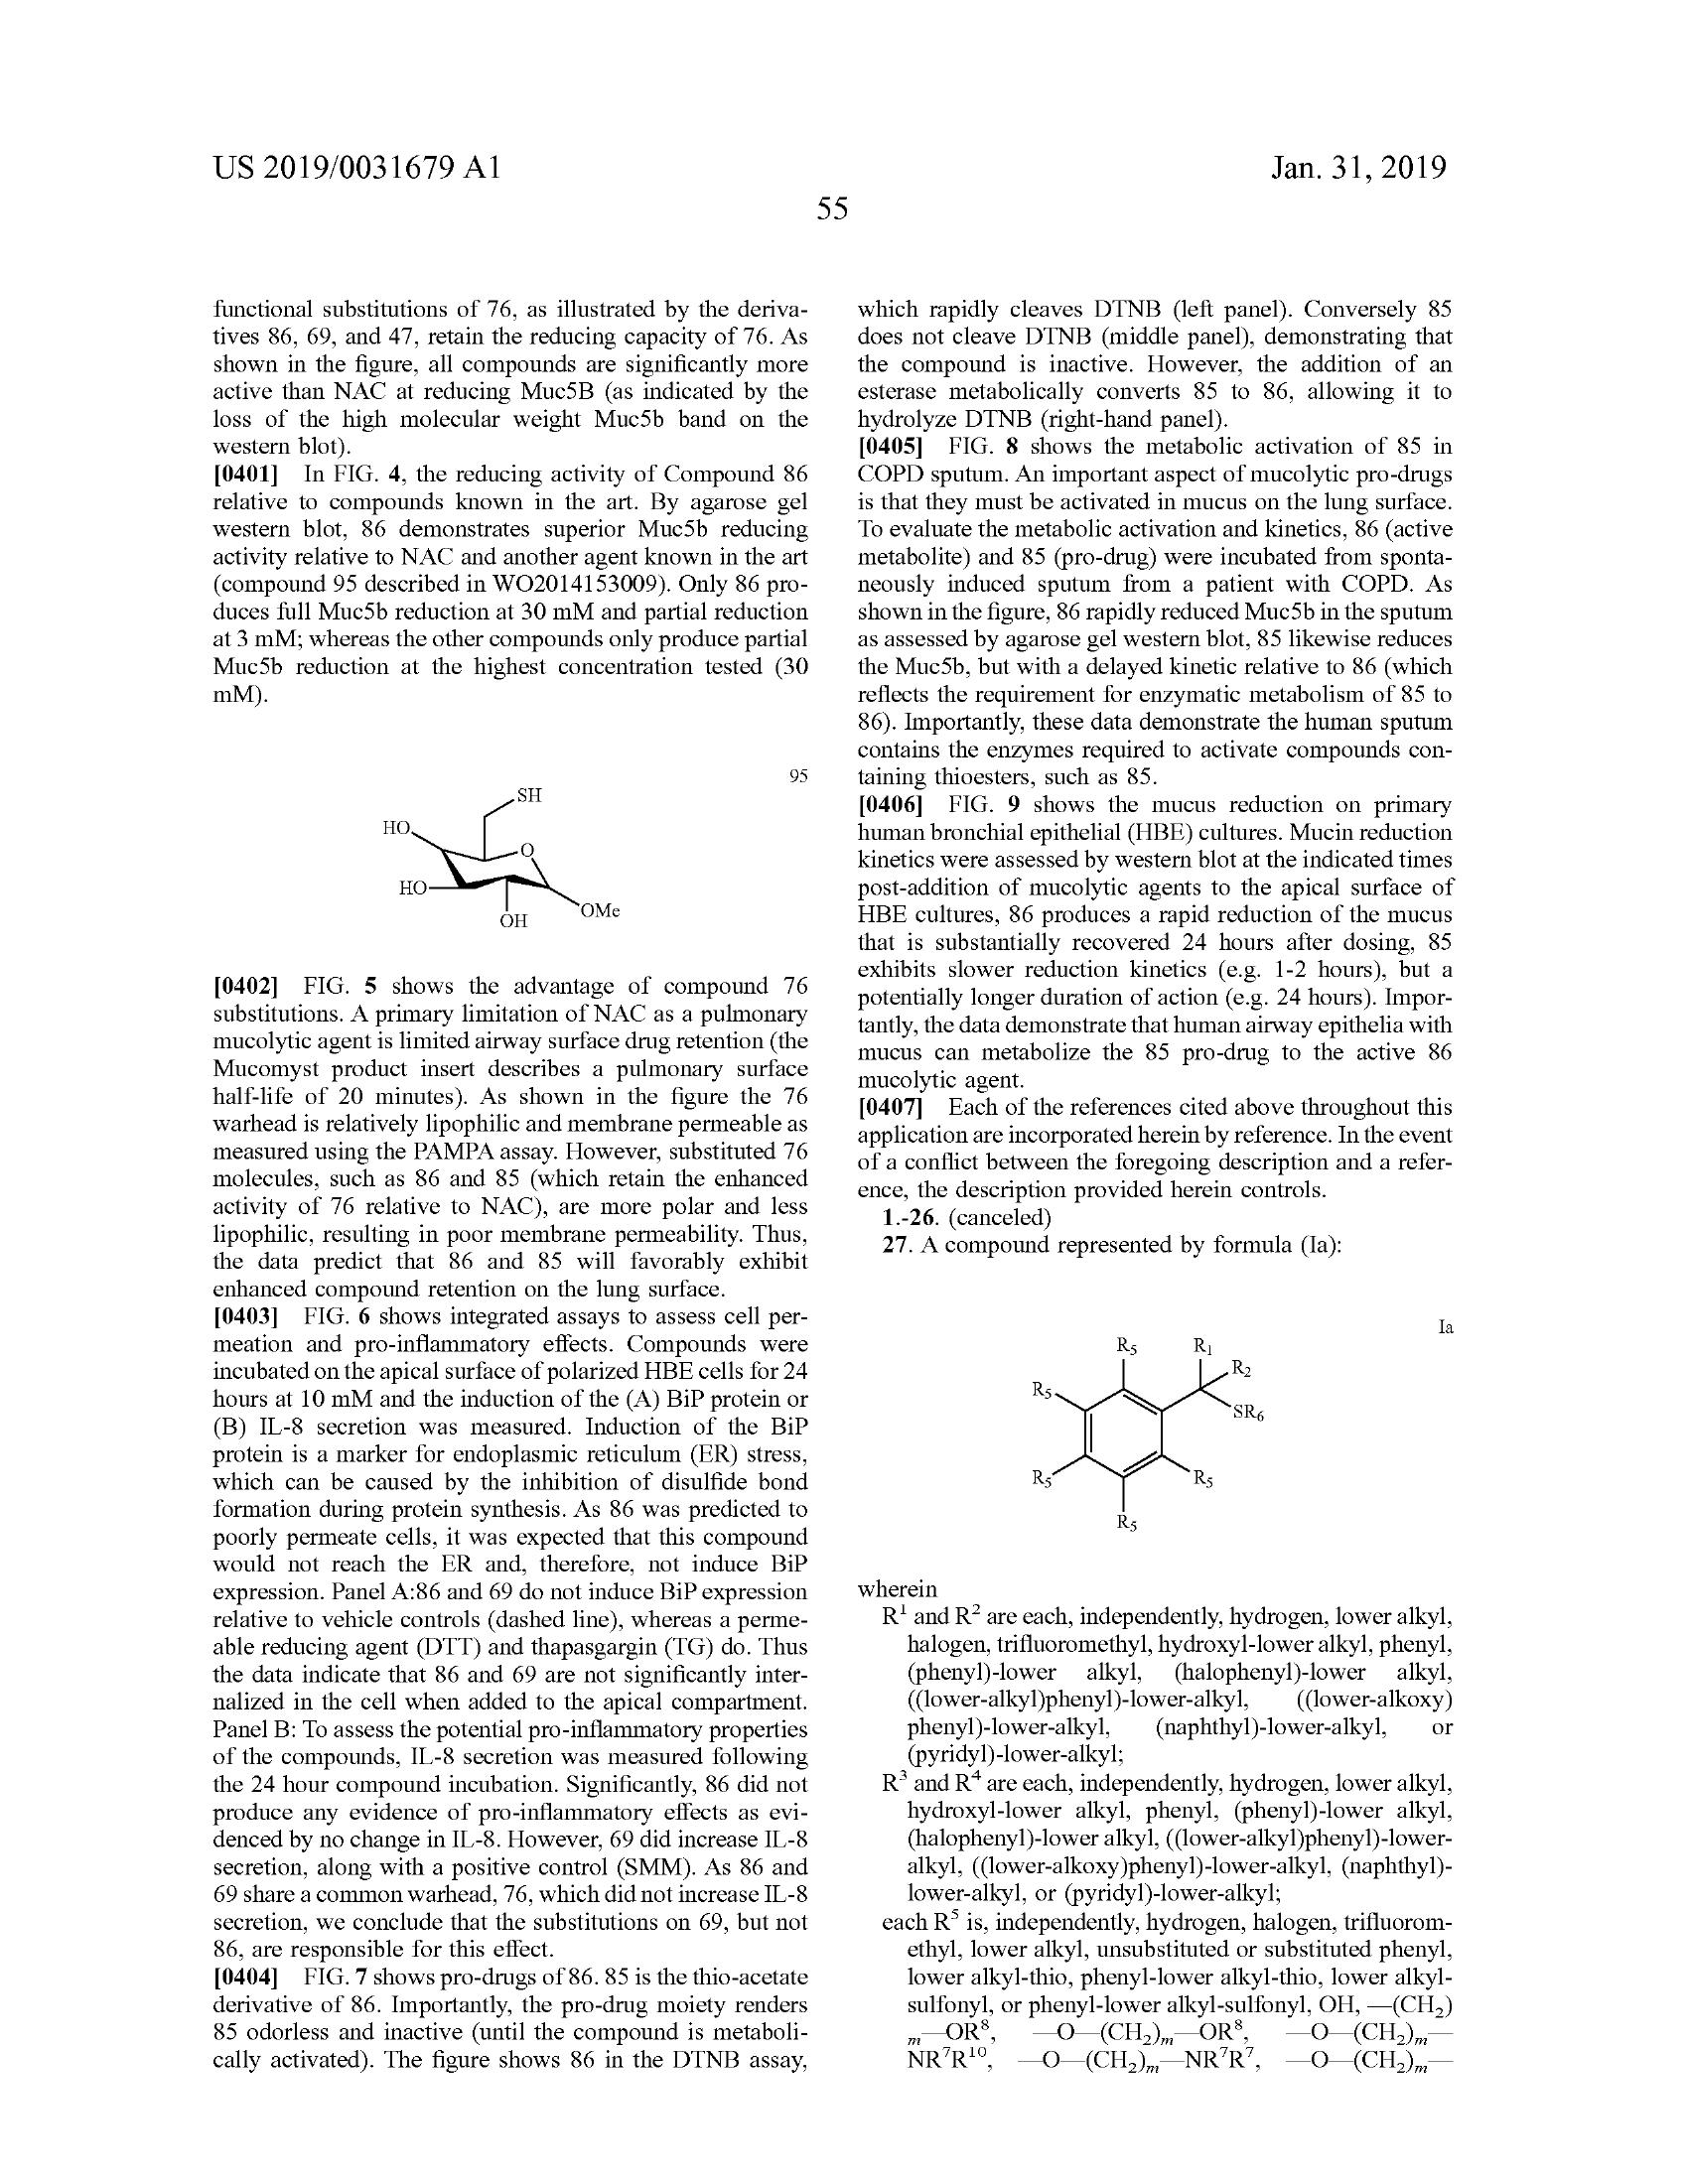 US 2019/0031679 A1
Jan. 31, 2019
55
functional substitutions of 76, as illustrated by the deriva-
tives 86, 69, and 47, retain the reducing capacity of 76. As
shown in the figure, all compounds are significantly more
active than NAC at reducing Muc5B (as indicated by the
loss of the high molecular weight Muc5b band on the
western blot).
[0401] In FIG. 4, the reducing activity of Compound 86
relative to compounds known in the art. By agarose gel
western blot, 86 demonstrates superior Muc5b reducing
activity relative to NAC and another agent known in the art
(compound 95 described in WO2014153009). Only 86 pro-
duces full Muc5b reduction at 30 mM and partial reduction
at 3 mM; whereas the other compounds only produce partial
Muc5b reduction at the highest concentration tested (30
mM).
95
SH
HO
O
HO
OH
OMe
[0402] FIG. 5 shows the advantage of compound 76
substitutions. A primary limitation of NAC as a pulmonary
mucolytic agent is limited airway surface drug retention (the
Mucomyst product insert describes a pulmonary surface
half-life of 20 minutes). As shown in the figure the 76
warhead is relatively lipophilic and membrane permeable as
measured using the PAMPA assay. However, substituted 76
molecules, such as 86 and 85 (which retain the enhanced
activity of 76 relative to NAC), are more polar and less
lipophilic, resulting in poor membrane permeability. Thus,
the data predict that 86 and 85 will favorably exhibit
enhanced compound retention on the lung surface.
[0403] FIG. 6 shows integrated assays to assess cell per-
meation and pro-inflammatory effects. Compounds were
incubated on the apical surface of polarized HBE cells for 24
hours at 10 mM and the induction of the (A) BiP protein or
(B) IL-8 secretion was measured. Induction of the BiP
protein is a marker for endoplasmic reticulum (ER) stress,
which can be caused by the inhibition of disulfide bond
formation during protein synthesis. As 86 was predicted to
poorly permeate cells, it was expected that this compound
would not reach the ER and, therefore, not induce BiP
expression. Panel A:86 and 69 do not induce BiP expression
relative to vehicle controls (dashed line), whereas a perme-
able reducing agent (DTT) and thapasgargin (TG) do. Thus
the data indicate that 86 and 69 are not significantly inter-
nalized in the cell when added to the apical compartment.
Panel B: To assess the potential pro-inflammatory properties
of the compounds, IL-8 secretion was measured following
the 24 hour compound incubation. Significantly, 86 did not
produce any evidence of pro-inflammatory effects as evi-
denced by no change in IL-8. However, 69 did increase IL-8
secretion, along with a positive control (SMM). As 86 and
69 share a common warhead, 76, which did not increase IL-8
secretion, we conclude that the substitutions on 69, but not
86, are responsible for this effect.
[0404] FIG. 7 shows pro-drugs of 86. 85 is the thio-acetate
derivative of 86. Importantly, the pro-drug moiety renders
85 odorless and inactive (until the compound is metaboli-
cally activated). The figure shows 86 in the DTNB assay,
which rapidly cleaves DTNB (left panel). Conversely 85
does not cleave DTNB (middle panel), demonstrating that
the compound is inactive. However, the addition of an
esterase metabolically converts 85 to 86, allowing it to
hydrolyze DTNB (right-hand panel).
[0405] FIG. 8 shows the metabolic activation of 85 in
COPD sputum. An important aspect of mucolytic pro-drugs
is that they must be activated in mucus on the lung surface.
To evaluate the metabolic activation and kinetics, 86 (active
metabolite) and 85 (pro-drug) were incubated from sponta-
neously induced sputum from a patient with COPD. As
shown in the figure, 86 rapidly reduced Muc5b in the sputum
as assessed by agarose gel western blot, 85 likewise reduces
the Muc5b, but with a delayed kinetic relative to 86 (which
reflects the requirement for enzymatic metabolism of 85 to
86). Importantly, these data demonstrate the human sputum
contains the enzymes required to activate compounds con-
taining thioesters, such as 85.
[0406] FIG. 9 shows the mucus reduction on primary
human bronchial epithelial (HBE) cultures. Mucin reduction
kinetics were assessed by western blot at the indicated times
post-addition of mucolytic agents to the apical surface of
HBE cultures, 86 produces a rapid reduction of the mucus
that is substantially recovered 24 hours after dosing, 85
exhibits slower reduction kinetics (e.g. 1-2 hours), but a
potentially longer duration of action (e.g. 24 hours). Impor-
tantly, the data demonstrate that human airway epithelia with
mucus can metabolize the 85 pro-drug to the active 86
mucolytic agent.
[0407] Each of the references cited above throughout this
application are incorporated herein by reference. In the event
of a conflict between the foregoing description and a refer-
ence, the description provided herein controls.
1.-26. (canceled)
27. A compound represented by formula (Ia):
Ia
R5 R1
R2
R5
SR6
R5 R5
R5
wherein
R¹ and R² are each, independently, hydrogen, lower alkyl,
halogen, trifluoromethyl, hydroxyl-lower alkyl, phenyl,
(phenyl)-lower alkyl, (halophenyl)-lower alkyl,
((lower-alkyl)phenyl)-lower-alkyl, ((lower-alkoxy)
phenyl)-lower-alkyl, (naphthyl)-lower-alkyl, or
(pyridyl)-lower-alkyl;
R³ and R⁴ are each, independently, hydrogen, lower alkyl,
hydroxyl-lower alkyl, phenyl, (phenyl)-lower alkyl,
(halophenyl)-lower alkyl, ((lower-alkyl)phenyl)-lower-
alkyl, ((lower-alkoxy)phenyl)-lower-alkyl, (naphthyl)-
lower-alkyl, or (pyridyl)-lower-alkyl;
each R⁵ is, independently, hydrogen, halogen, trifluorom-
ethyl, lower alkyl, unsubstituted or substituted phenyl,
lower alkyl-thio, phenyl-lower alkyl-thio, lower alkyl-
sulfonyl, or phenyl-lower alkyl-sulfonyl, OH, —(CH₂)
ₘ—OR⁸, —O—(CH₂)ₘ—OR⁸, —O—(CH₂)ₘ—
NR⁷R¹⁰, —O—(CH₂)ₘ—NR⁷R⁷, —O—(CH₂)ₘ—